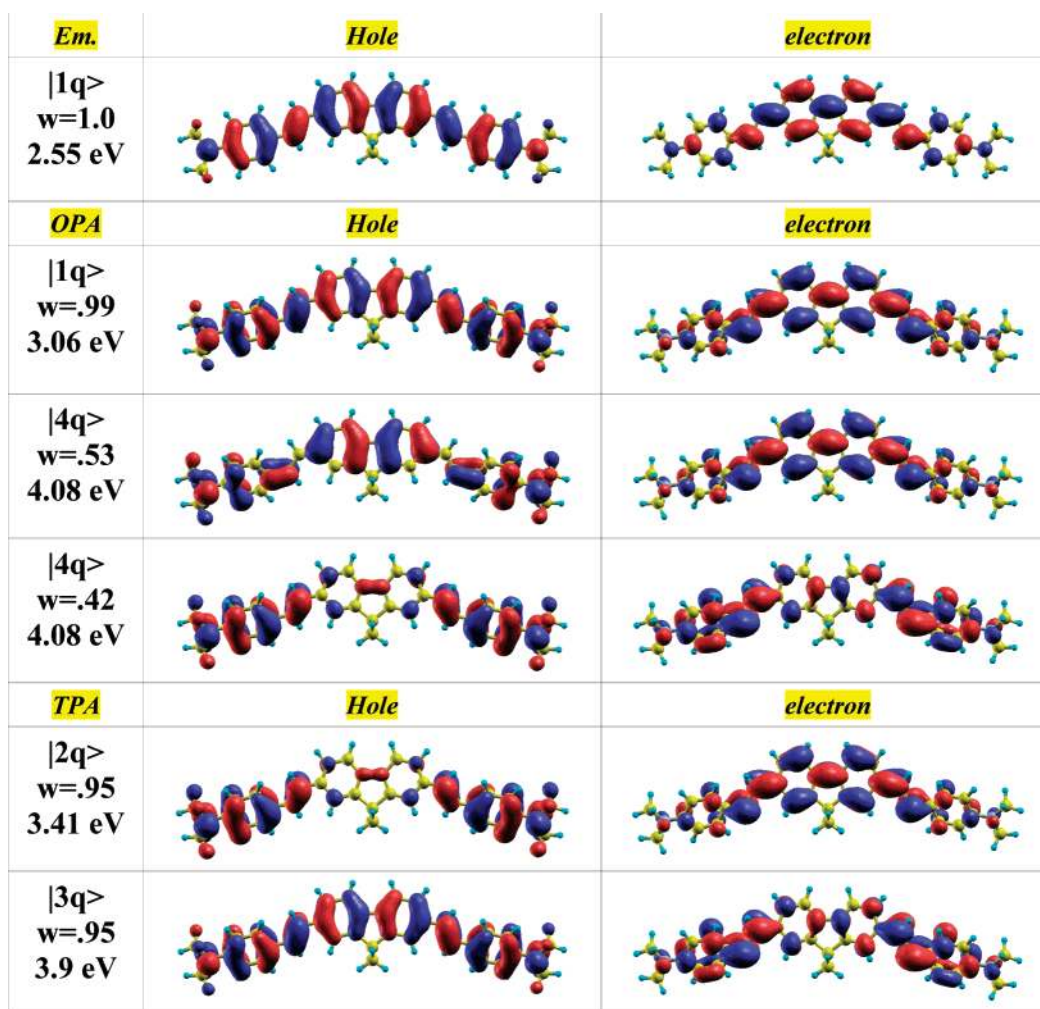 Em. Hole electron
|1q>
w=1.0
2.55 eV
OPA Hole electron
|1q>
w=.99
3.06 eV
|4q>
w=.53
4.08 eV
|4q>
w=.42
4.08 eV
TPA Hole electron
|2q>
w=.95
3.41 eV
|3q>
w=.95
3.9 eV